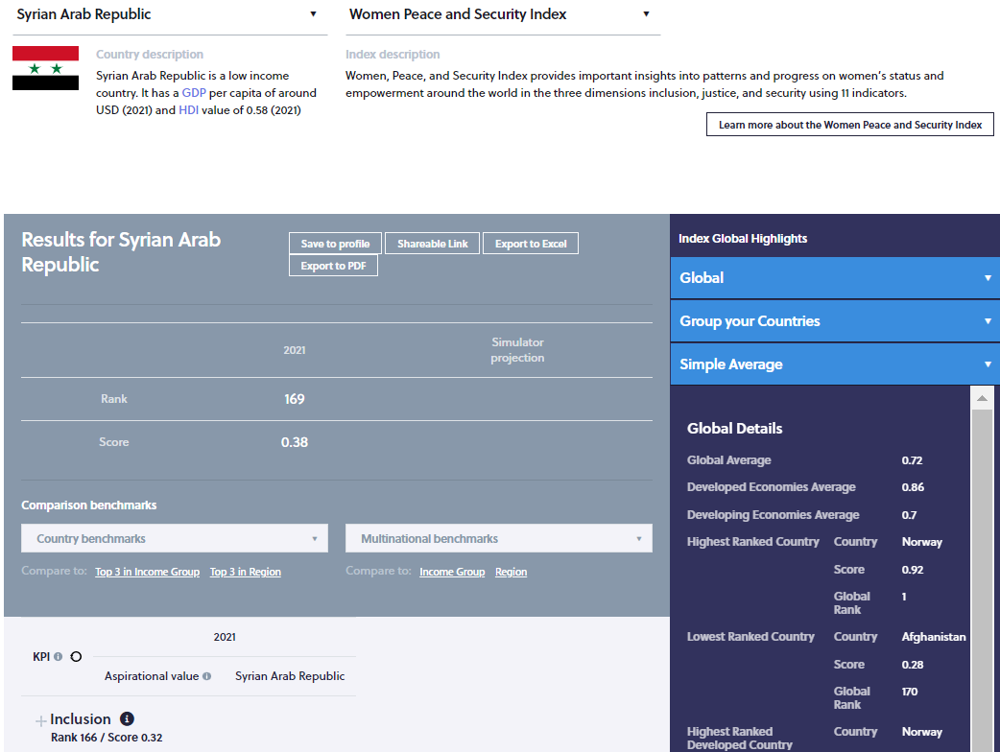 Syrian Arab Republic
Women Peace and Security Index
Country description
Syrian Arab Republic is a low income
country. It has a GDP per capita of around
USD (2021) and HDI value of 0.58 (2021)
Index description
Women, Peace, and Security Index provides important insights into patterns and progress on women's status and
empowerment around the world in the three dimensions inclusion, justice, and security using 11 indicators.
Learn more about the Women Peace and Security Index
Results for Syrian Arab
Republic
Save to profile
Shareable Link
Export to Excel
Export to PDF
2021
Simulator
projection
Rank 169
Score 0.38
Comparison benchmarks
Country benchmarks
Multinational benchmarks
Compare to: Top 3 in Income Group Top 3 in Region
Compare to: Income Group Region
2021
KPI
Aspirational value Syrian Arab Republic
Inclusion
Rank 166 / Score 0.32
Index Global Highlights
Global
Group your Countries
Simple Average
Global Details
Global Average 0.72
Developed Economies Average 0.86
Developing Economies Average 0.7
Highest Ranked Country Country Norway
Score 0.92
Global
Rank 1
Lowest Ranked Country Country Afghanistan
Score 0.28
Global
Rank 170
Highest Ranked
Developed Country
Country Norway